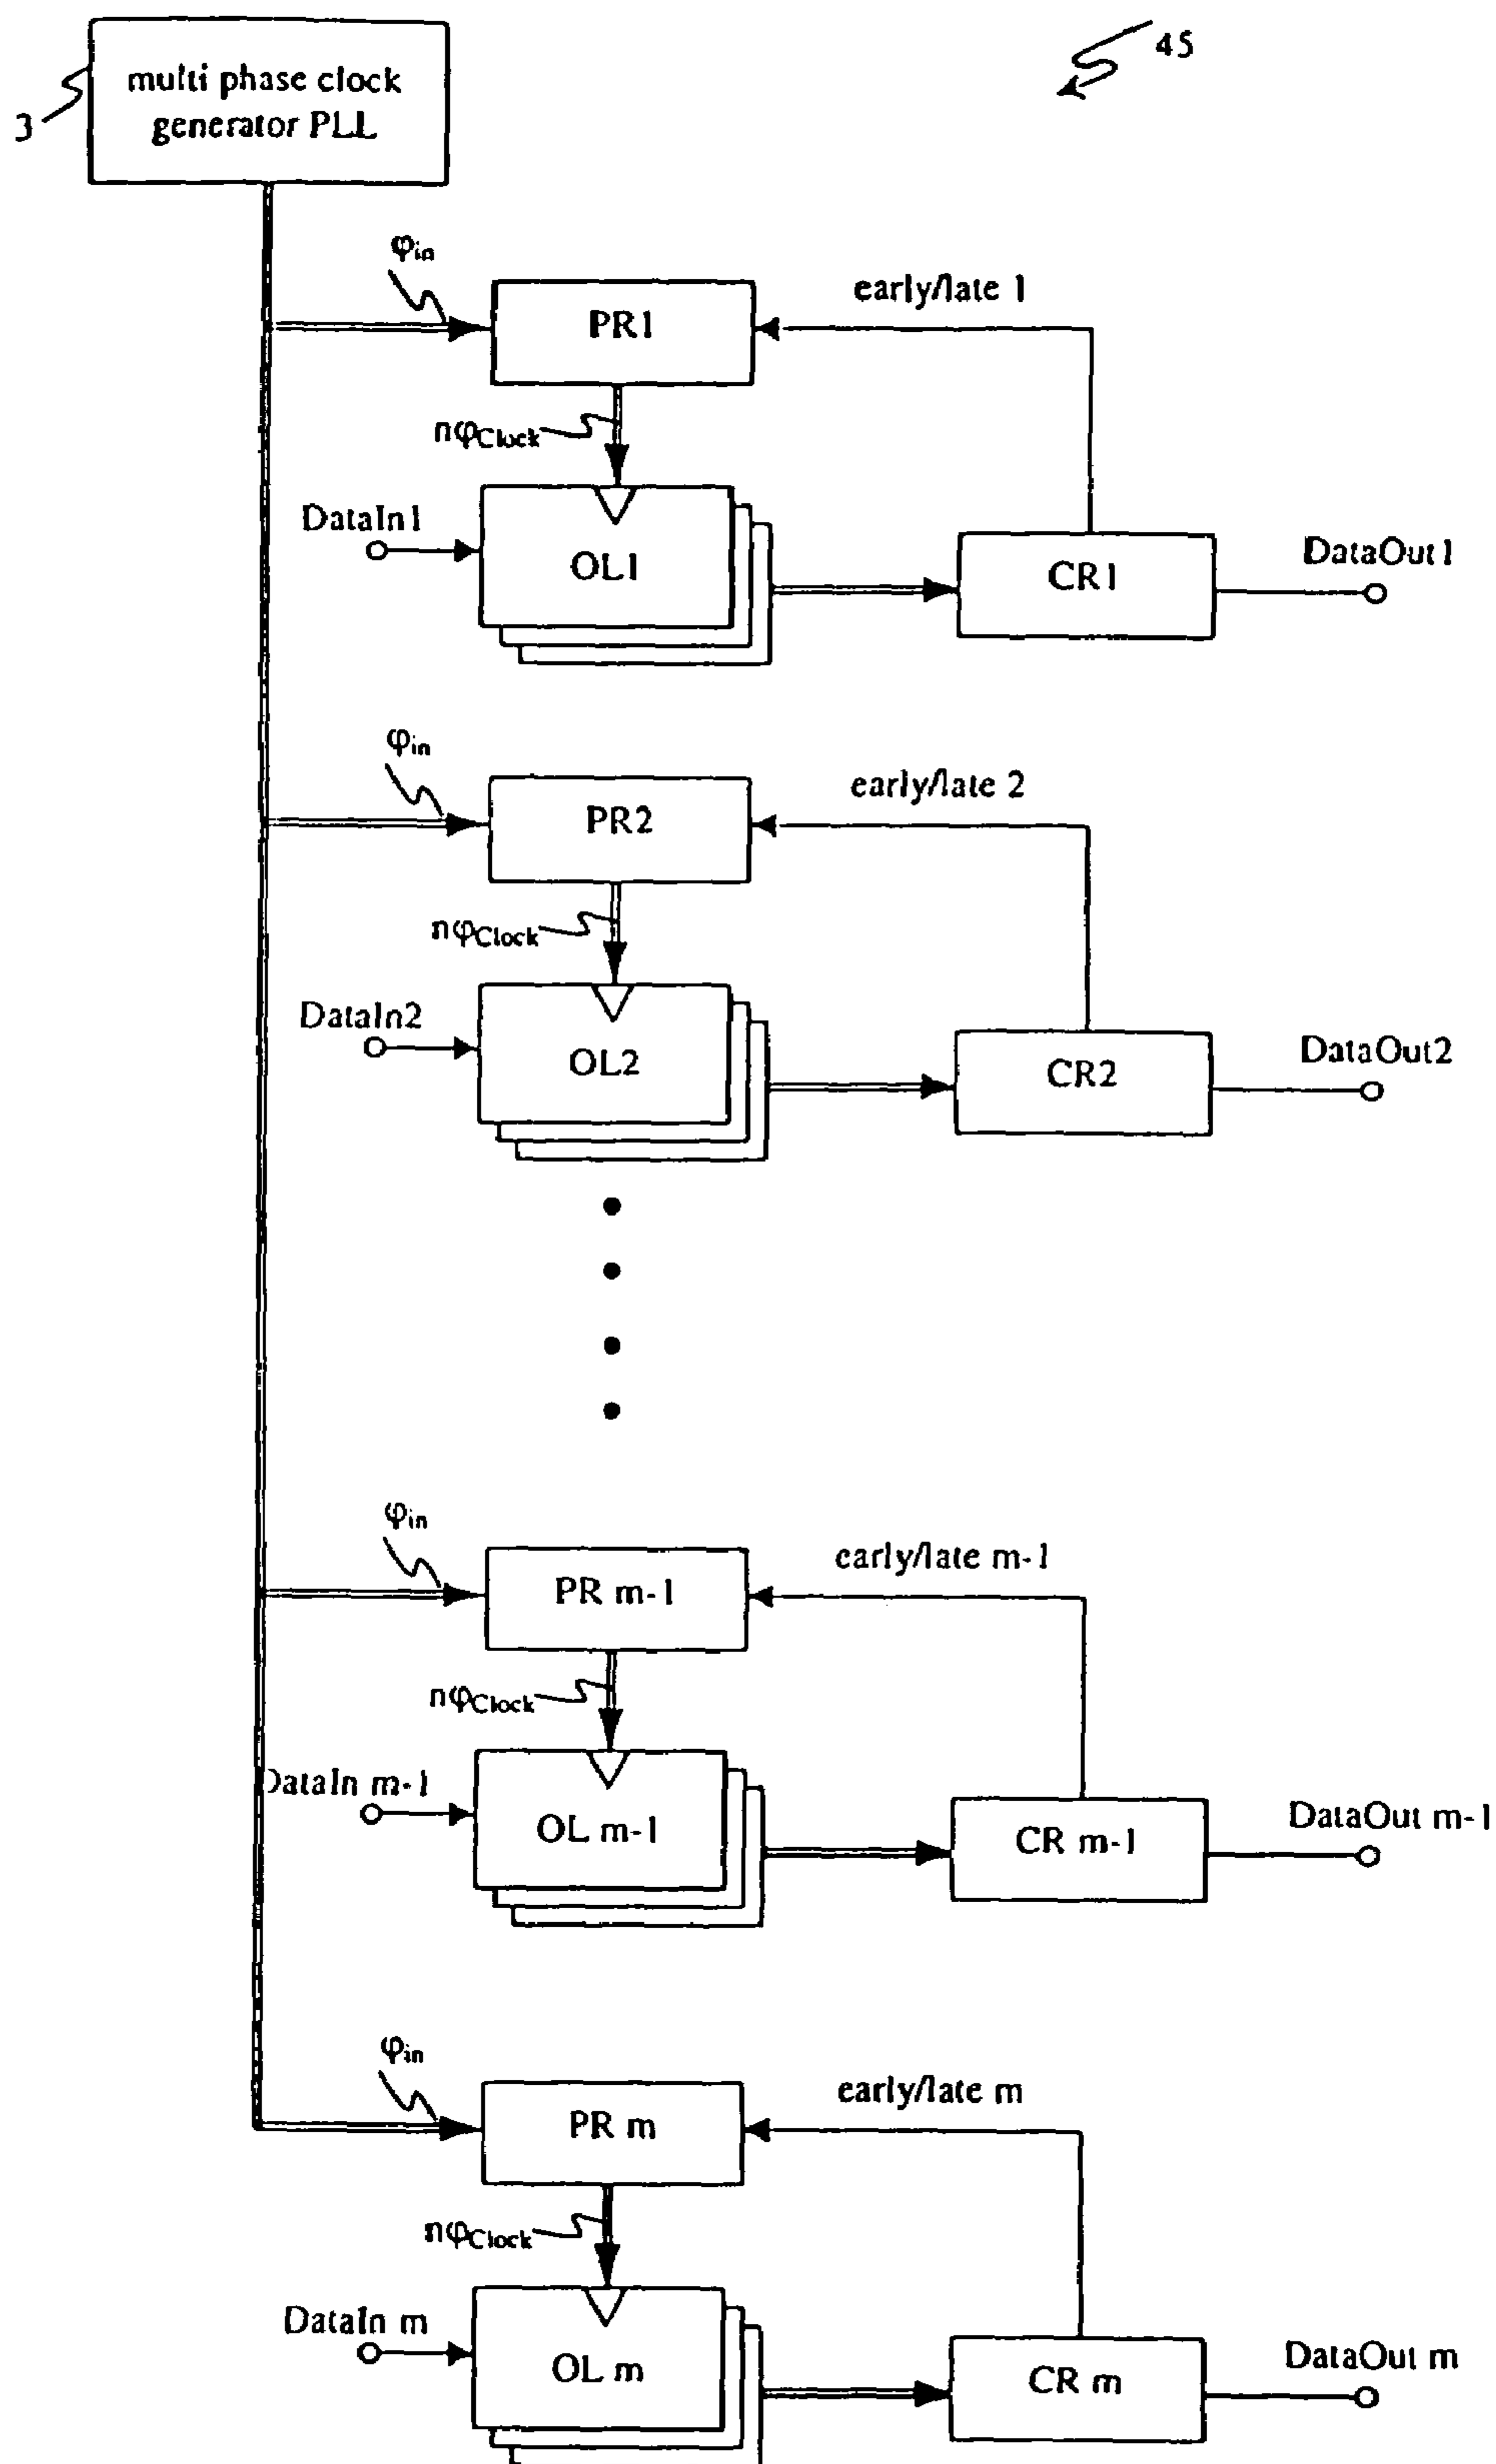 45
multi phase clock
generator PLL
3
φin
PR1
early/late 1
nφClock
DataIn1
OL1
CR1
DataOut1
φin
PR2
early/late 2
nφClock
DataIn2
OL2
CR2
DataOut2
φin
PR m-1
early/late m-1
nφClock
DataIn m-1
OL m-1
CR m-1
DataOut m-1
φin
PR m
early/late m
nφClock
DataIn m
OL m
CR m
DataOut m